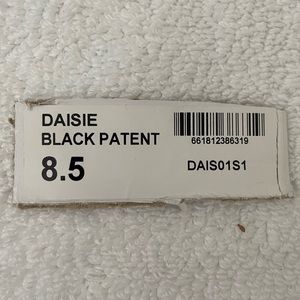 DAISIE
BLACK PATENT
8.5
661812386319
DAIS01S1